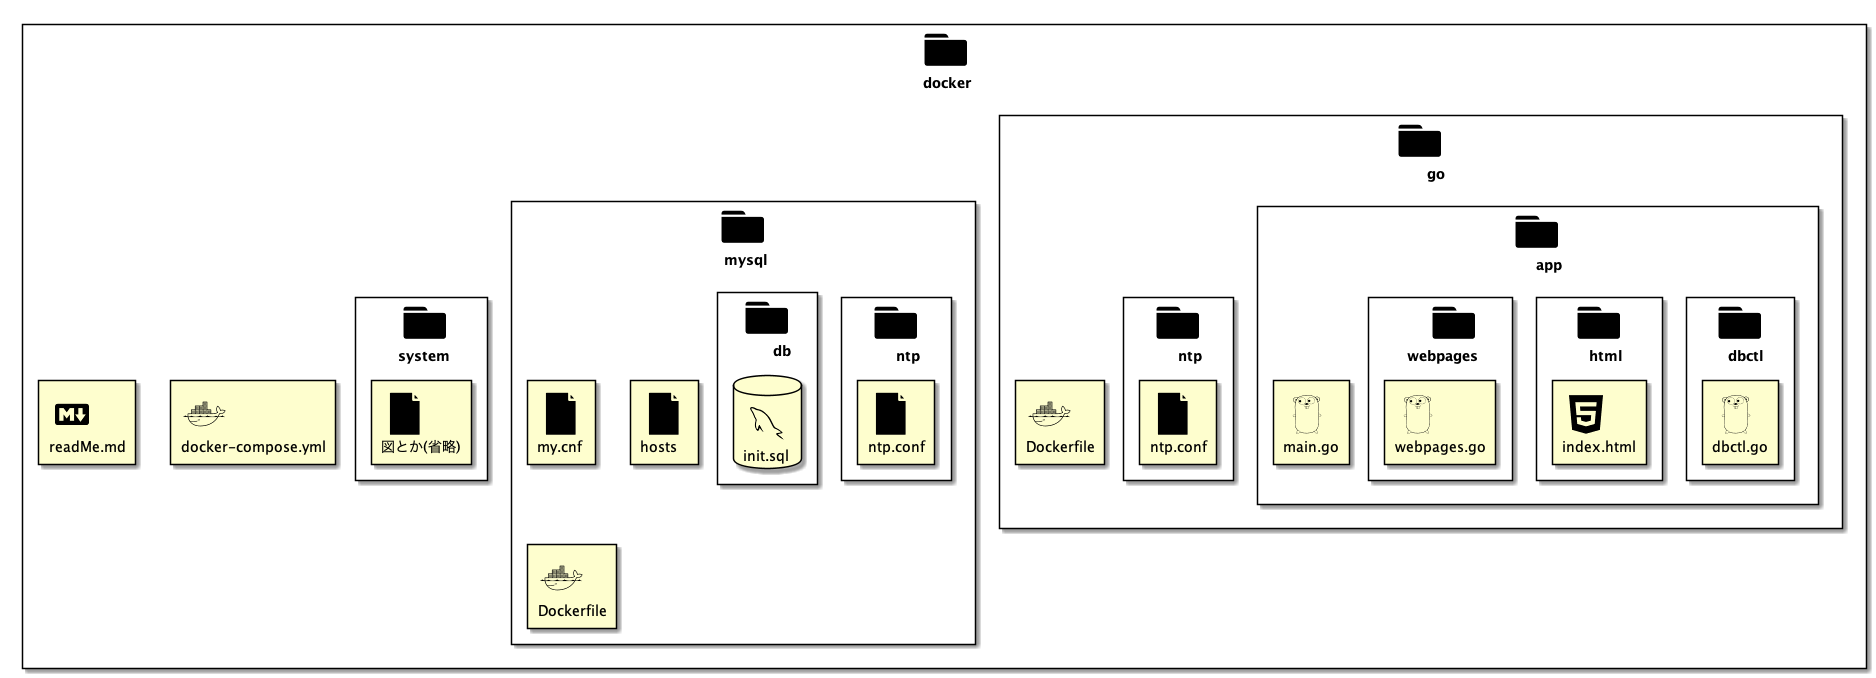 docker
go
mysql
app
system
db
ntp
ntp
webpages
html
dbctl
readMe.md
docker-compose.yml
図とか(省略)
my.cnf
hosts
init.sql
ntp.conf
Dockerfile
ntp.conf
main.go
webpages.go
index.html
dbctl.go
Dockerfile